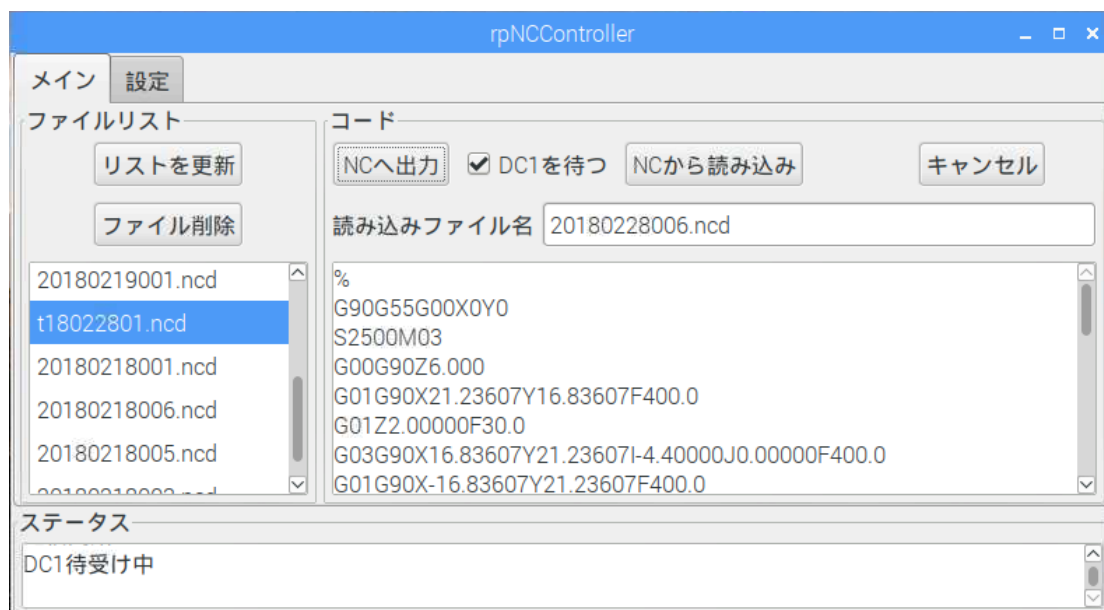 rpNCController
メイン 設定
ファイルリスト
リストを更新
ファイル削除
20180219001.ncd
t18022801.ncd
20180218001.ncd
20180218006.ncd
20180218005.ncd
コード
NCへ出力 DC1を待つ NCから読み込み キャンセル
読み込みファイル名 20180228006.ncd
%
G90G55G00X0Y0
S2500M03
G00G90Z6.000
G01G90X21.23607Y16.83607F400.0
G01Z2.00000F30.0
G03G90X16.83607Y21.23607I-4.40000J0.00000F400.0
G01G90X-16.83607Y21.23607F400.0
ステータス
DC1待受け中